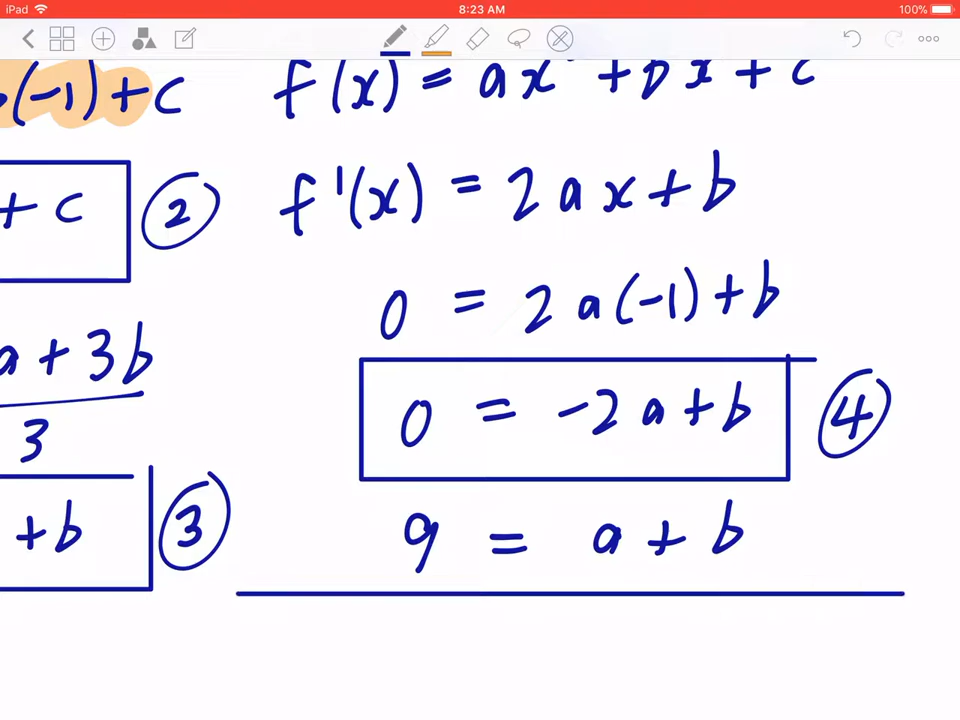 iPad 8:23 AM 100%
(-1) + c
f(x) = ax² + bx + c
+ c ②
f'(x) = 2ax + b
0 = 2a(-1) + b
a + 3b
3
0 = -2a + b ④
+ b ③
9 = a + b